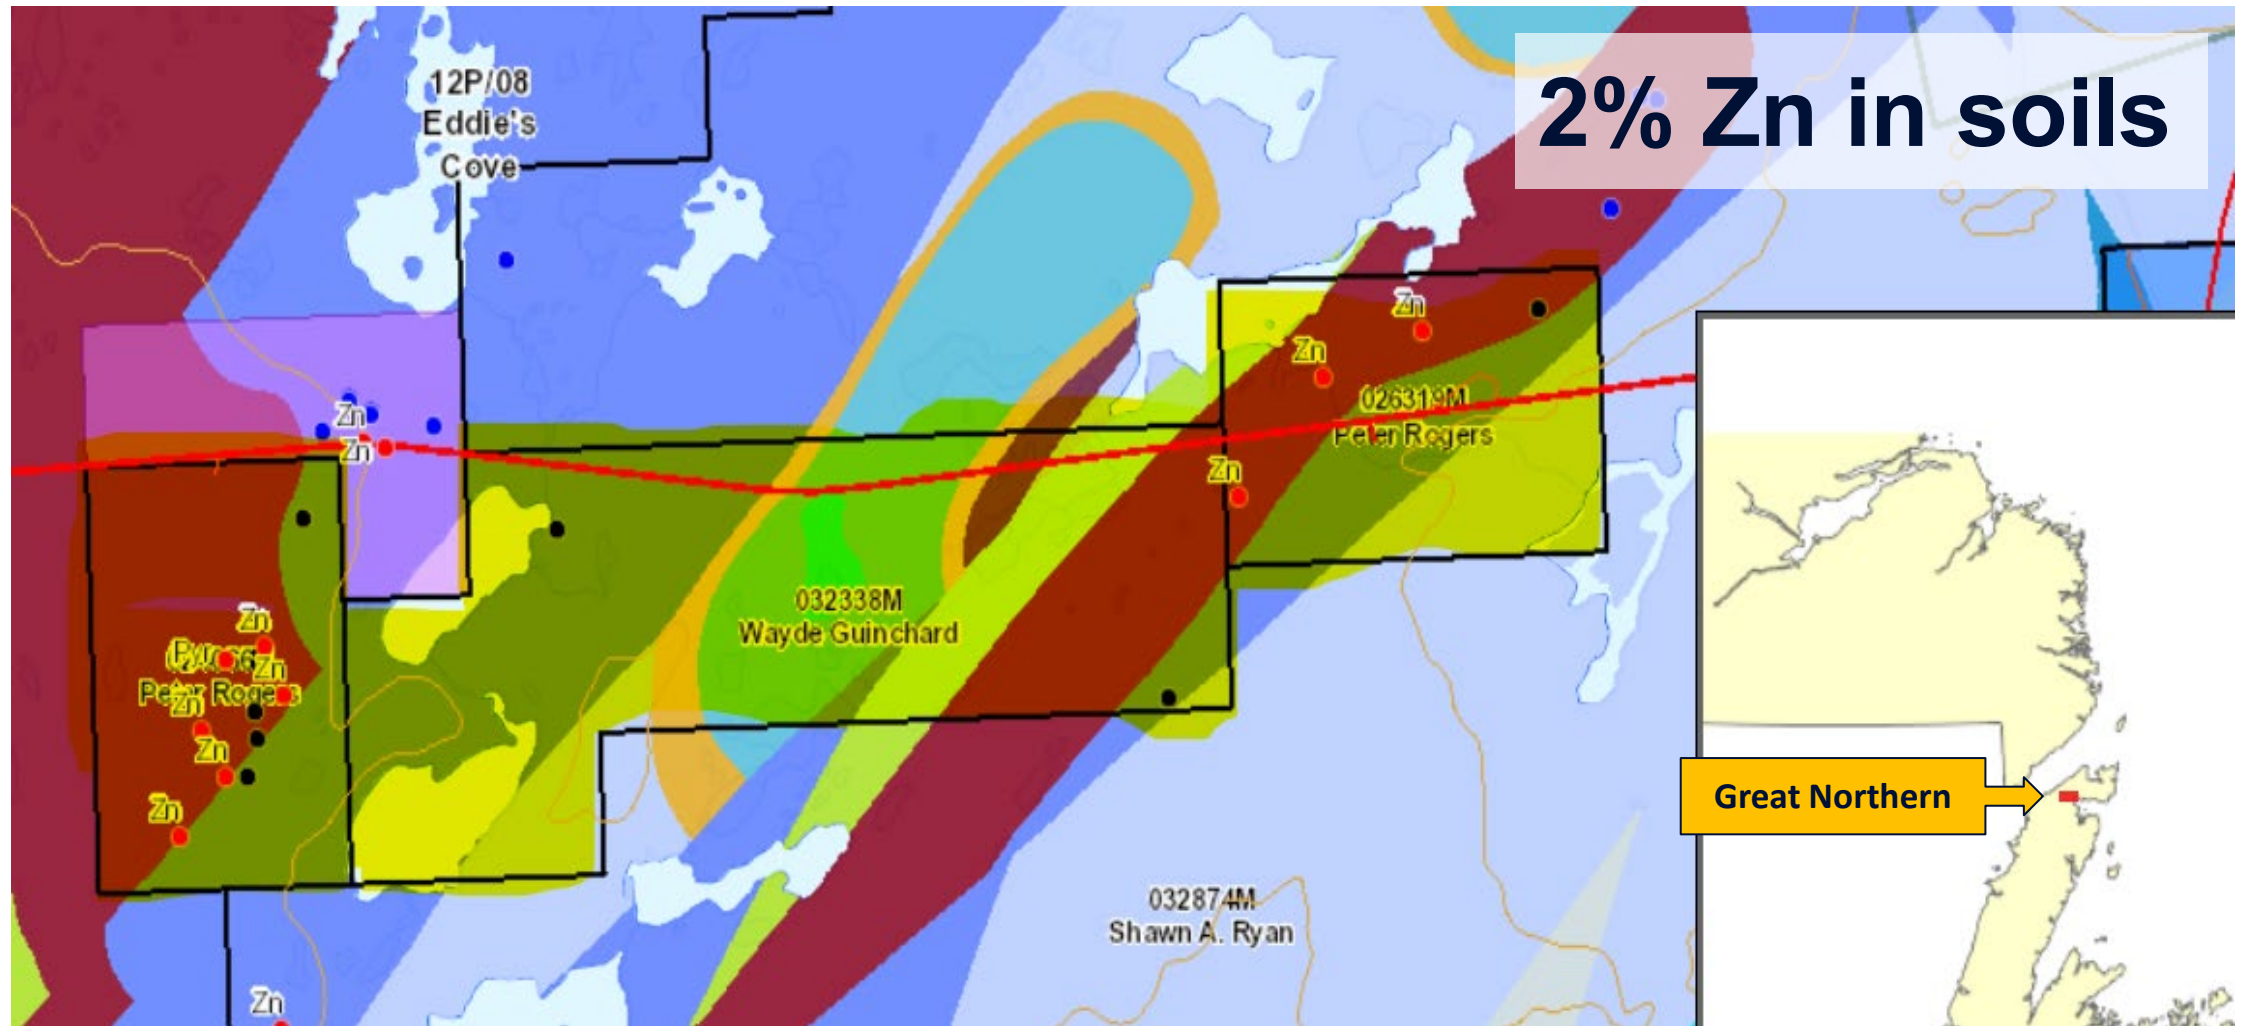 2% Zn in soils
12P/08
Eddie's
Cove
Zn
Zn
Zn
Zn
Zn
026319M
Peter Rogers
032338M
Wayde Guinchard
Zn
Zn
Peter Rogers
Zn
Zn
Zn
Great Northern
032874M
Shawn A. Ryan
Zn